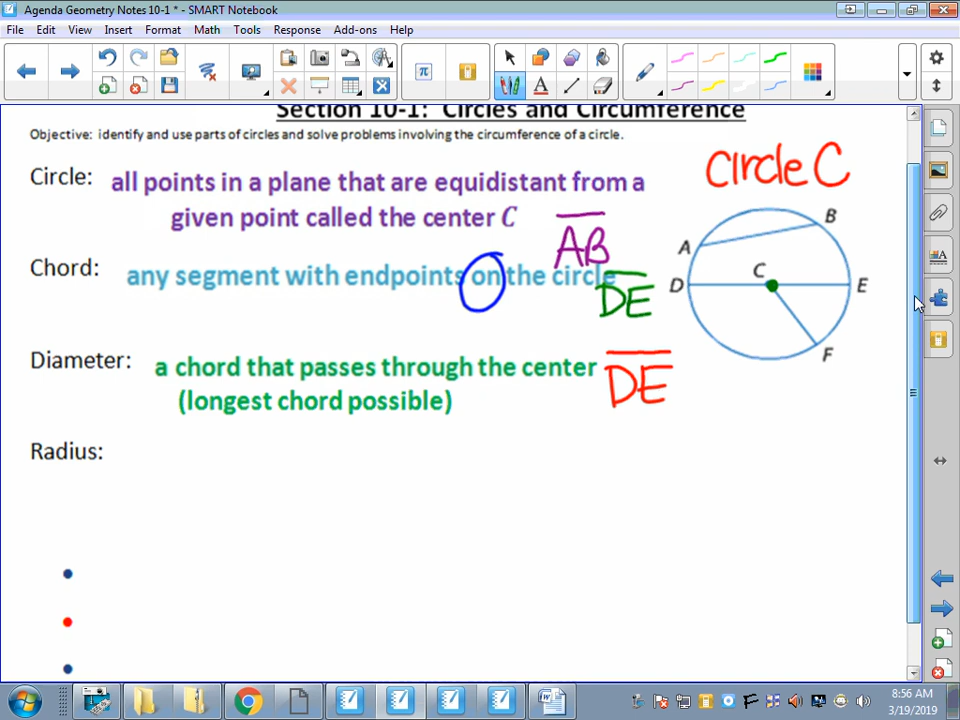 Agenda Geometry Notes 10-1 * - SMART Notebook
File Edit View Insert Format Math Tools Response Add-ons Help
Section 10-1: Circles and Circumference
Objective: identify and use parts of circles and solve problems involving the circumference of a circle.
Circle: all points in a plane that are equidistant from a
given point called the center C
Circle C
Chord: any segment with endpoints on the circle
AB
DE
Diameter: a chord that passes through the center
(longest chord possible)
DE
Radius:
A
B
C
D
E
F
8:56 AM
3/19/2019